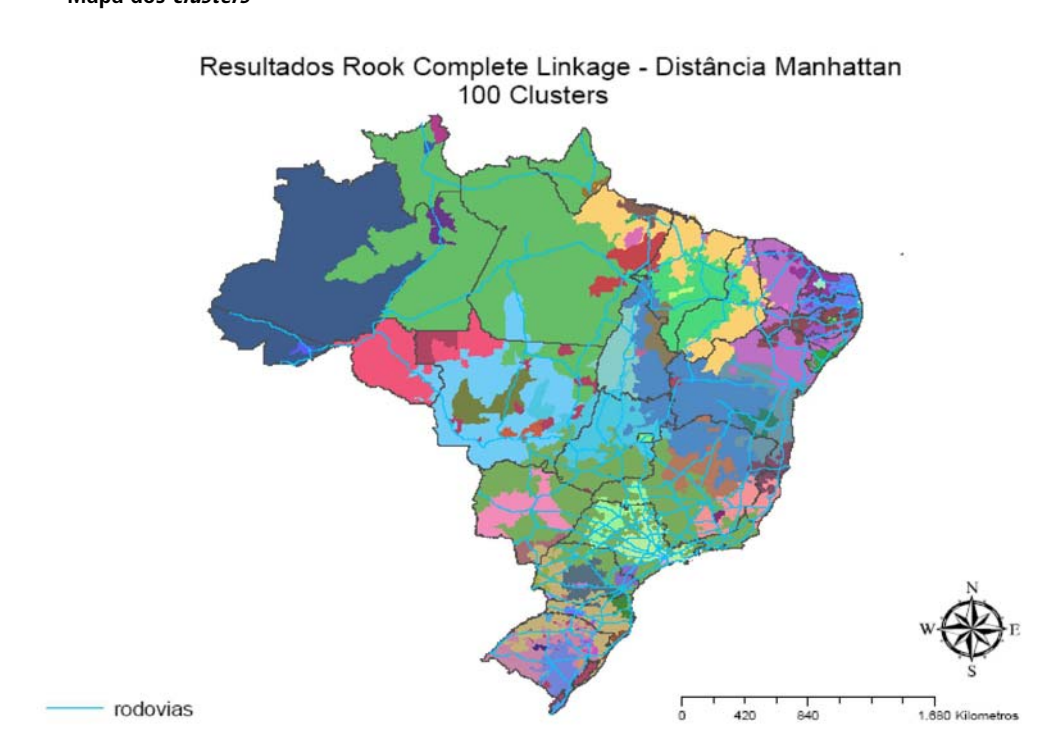 Mapa dos clusters
Resultados Rook Complete Linkage - Distância Manhattan
100 Clusters
N
W
E
S
rodovias
0 420 840 1.680 Kilometros